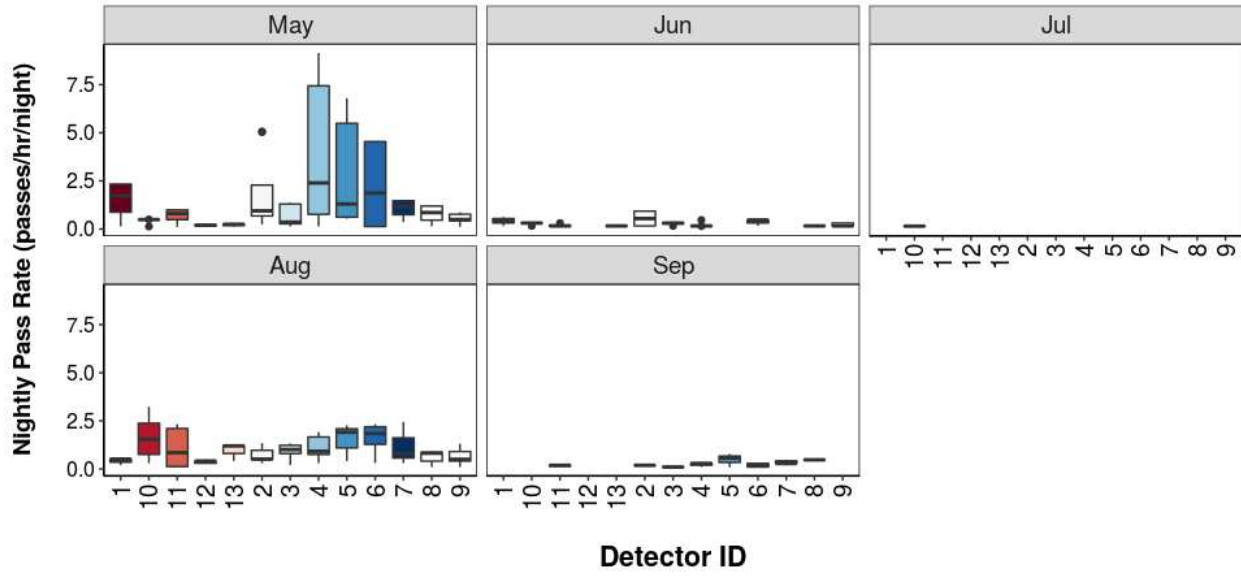 May Jun Jul
Nightly Pass Rate (passes/hr/night)
7.5
5.0
2.5
0.0
1 10 11 12 13 2 3 4 5 6 7 8 9
Aug Sep
7.5
5.0
2.5
0.0
1 10 11 12 13 2 3 4 5 6 7 8 9 1 10 11 12 13 2 3 4 5 6 7 8 9
Detector ID